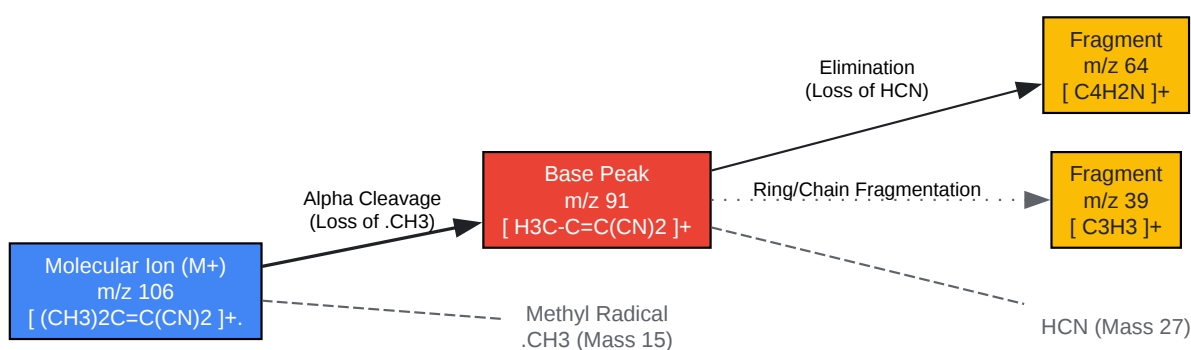 Molecular Ion (M+)
m/z 106
[ (CH3)2C=C(CN)2 ]+.
Alpha Cleavage
(Loss of .CH3)
Methyl Radical
.CH3 (Mass 15)
Base Peak
m/z 91
[ H3C-C=C(CN)2 ]+
Elimination
(Loss of HCN)
Ring/Chain Fragmentation
Fragment
m/z 64
[ C4H2N ]+
Fragment
m/z 39
[ C3H3 ]+
HCN (Mass 27)